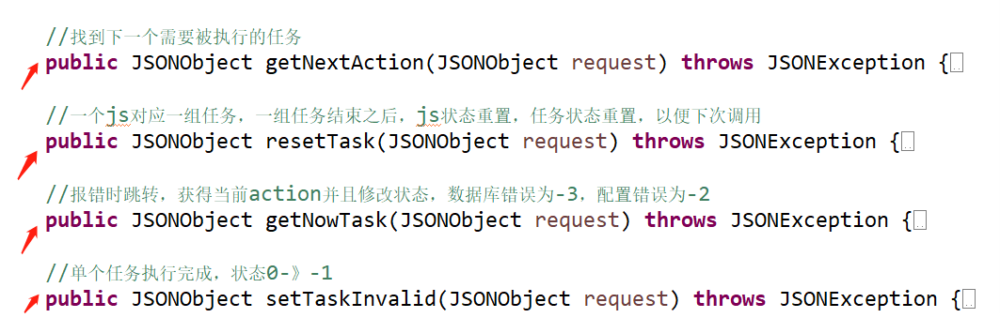 //找到下一个需要被执行的任务
public JSONObject getNextAction(JSONObject request) throws JSONException {
//一个js对应一组任务，一组任务结束之后，js状态重置，任务状态重置，以便下次调用
public JSONObject resetTask(JSONObject request) throws JSONException {
//报错时跳转，获得当前action并且修改状态，数据库错误为-3，配置错误为-2
public JSONObject getNowTask(JSONObject request) throws JSONException {
//单个任务执行完成，状态0-》-1
public JSONObject setTaskInvalid(JSONObject request) throws JSONException {